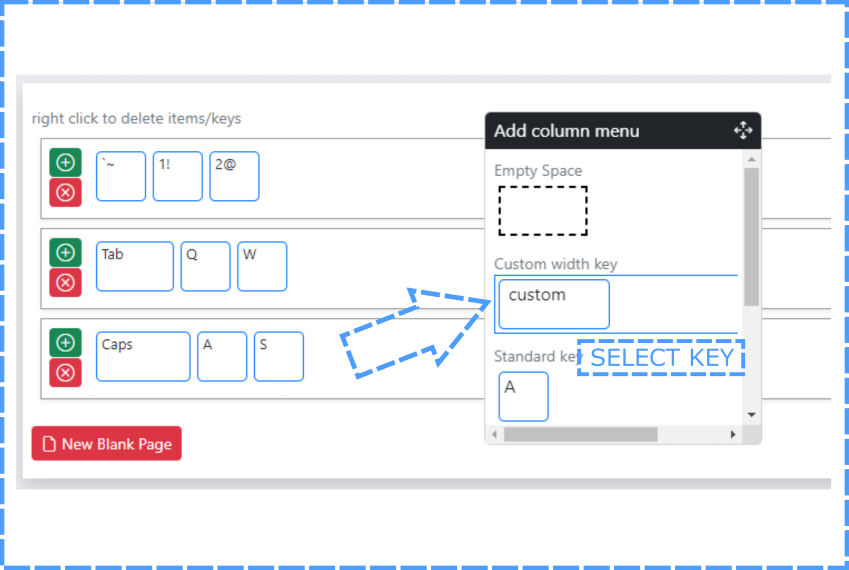 right click to delete items/keys
Add column menu
`~ 1! 2@
Empty Space
Tab Q W
Custom width key
custom
Caps A S
Standard key
SELECT KEY
A
New Blank Page